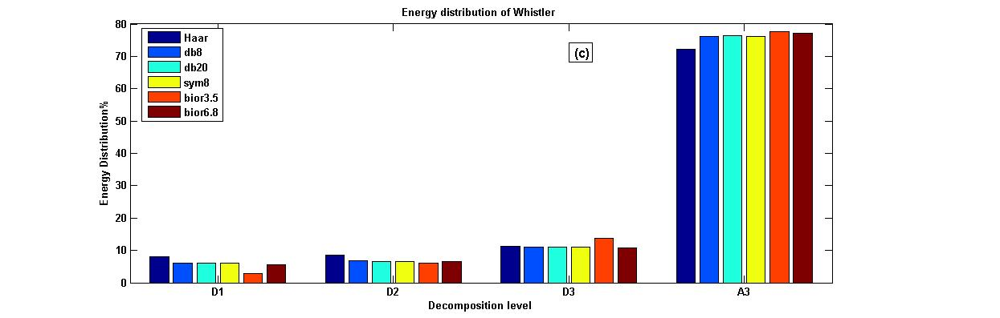 Energy distribution of Whistler
80
70
60
50
40
30
20
10
0
Energy Distribution%
Haar
db8
db20
sym8
bior3.5
bior6.8
(c)
D1 D2 D3 A3
Decomposition level